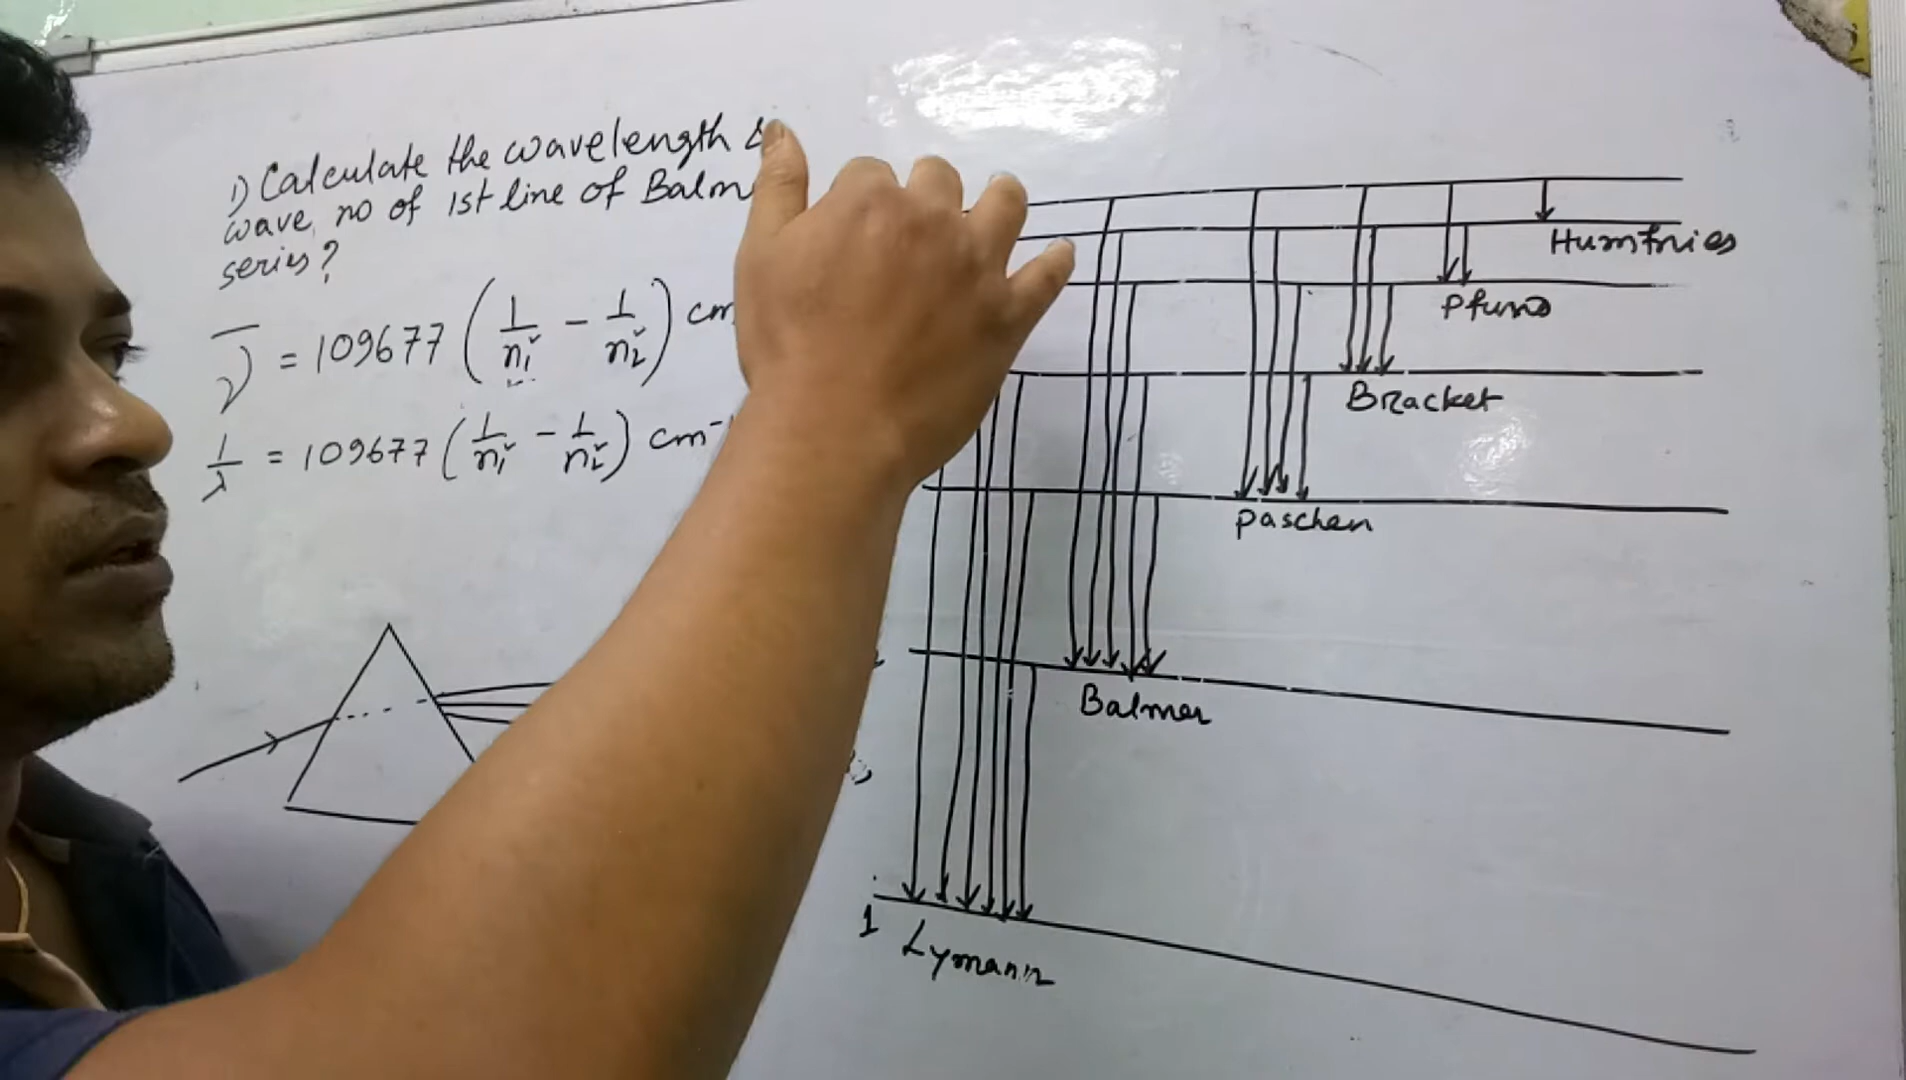 1) Calculate the wavelength &
wave no of 1st line of Balm
series?
ν̅ = 109677 (1/n₁² - 1/n₂²) cm
1/λ = 109677 (1/n₁² - 1/n₂²) cm⁻¹
Humfries
Pfund
Bracket
Paschen
Balmer
1
Lymann